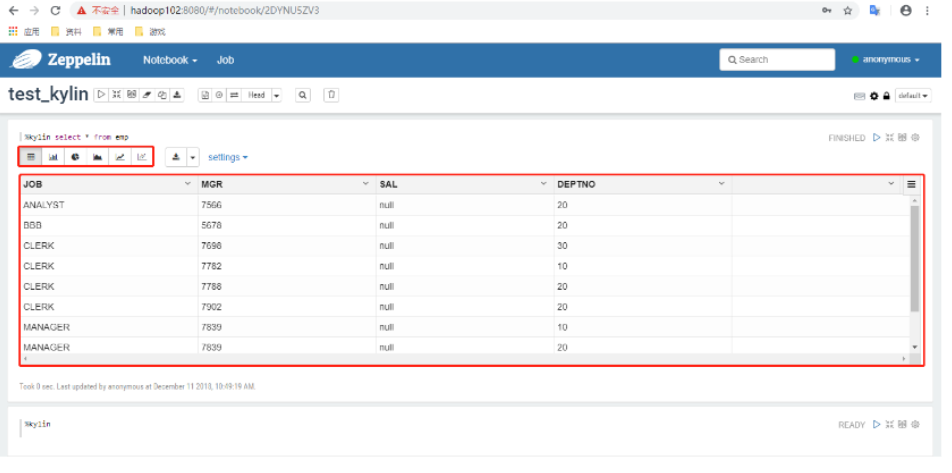 不安全 | hadoop102:8080/#/notebook/2DYNU5ZV3
应用 资料 常用 游戏
Zeppelin Notebook Job Search anonymous
test_kylin Head default
%kylin select * from emp FINISHED
settings
JOB MGR SAL DEPTNO
ANALYST 7566 null 20
BBB 5678 null 20
CLERK 7698 null 30
CLERK 7782 null 10
CLERK 7788 null 20
CLERK 7902 null 20
MANAGER 7839 null 10
MANAGER 7839 null 20
Took 0 sec. Last updated by anonymous at December 11 2018, 10:49:19 AM.
%kylin READY